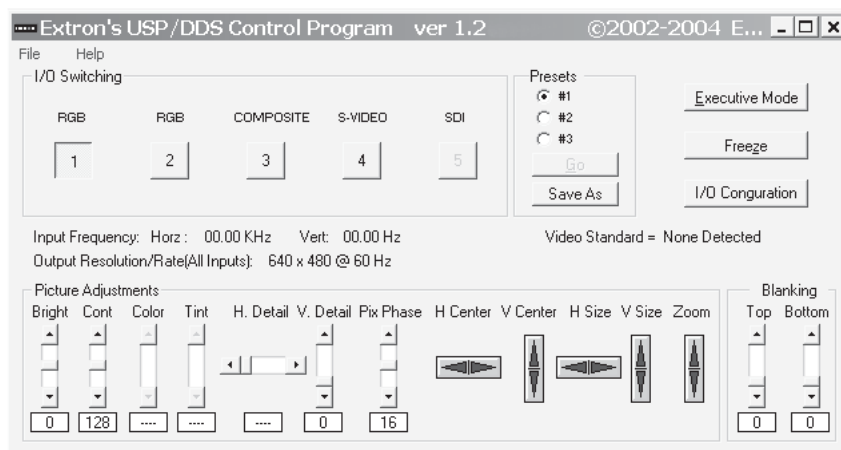 Extron's USP/DDS Control Program ver 1.2 ©2002-2004 E...
File Help
I/O Switching
RGB RGB COMPOSITE S-VIDEO SDI
1 2 3 4 5
Presets
#1
#2
#3
Go
Save As
Executive Mode
Freeze
I/O Conguration
Input Frequency: Horz : 00.00 KHz Vert: 00.00 Hz
Video Standard = None Detected
Output Resolution/Rate(All Inputs): 640 x 480 @ 60 Hz
Picture Adjustments
Bright Cont Color Tint H. Detail V. Detail Pix Phase H Center V Center H Size V Size Zoom
0 128 ---- ---- ---- 0 16
Blanking
Top Bottom
0 0